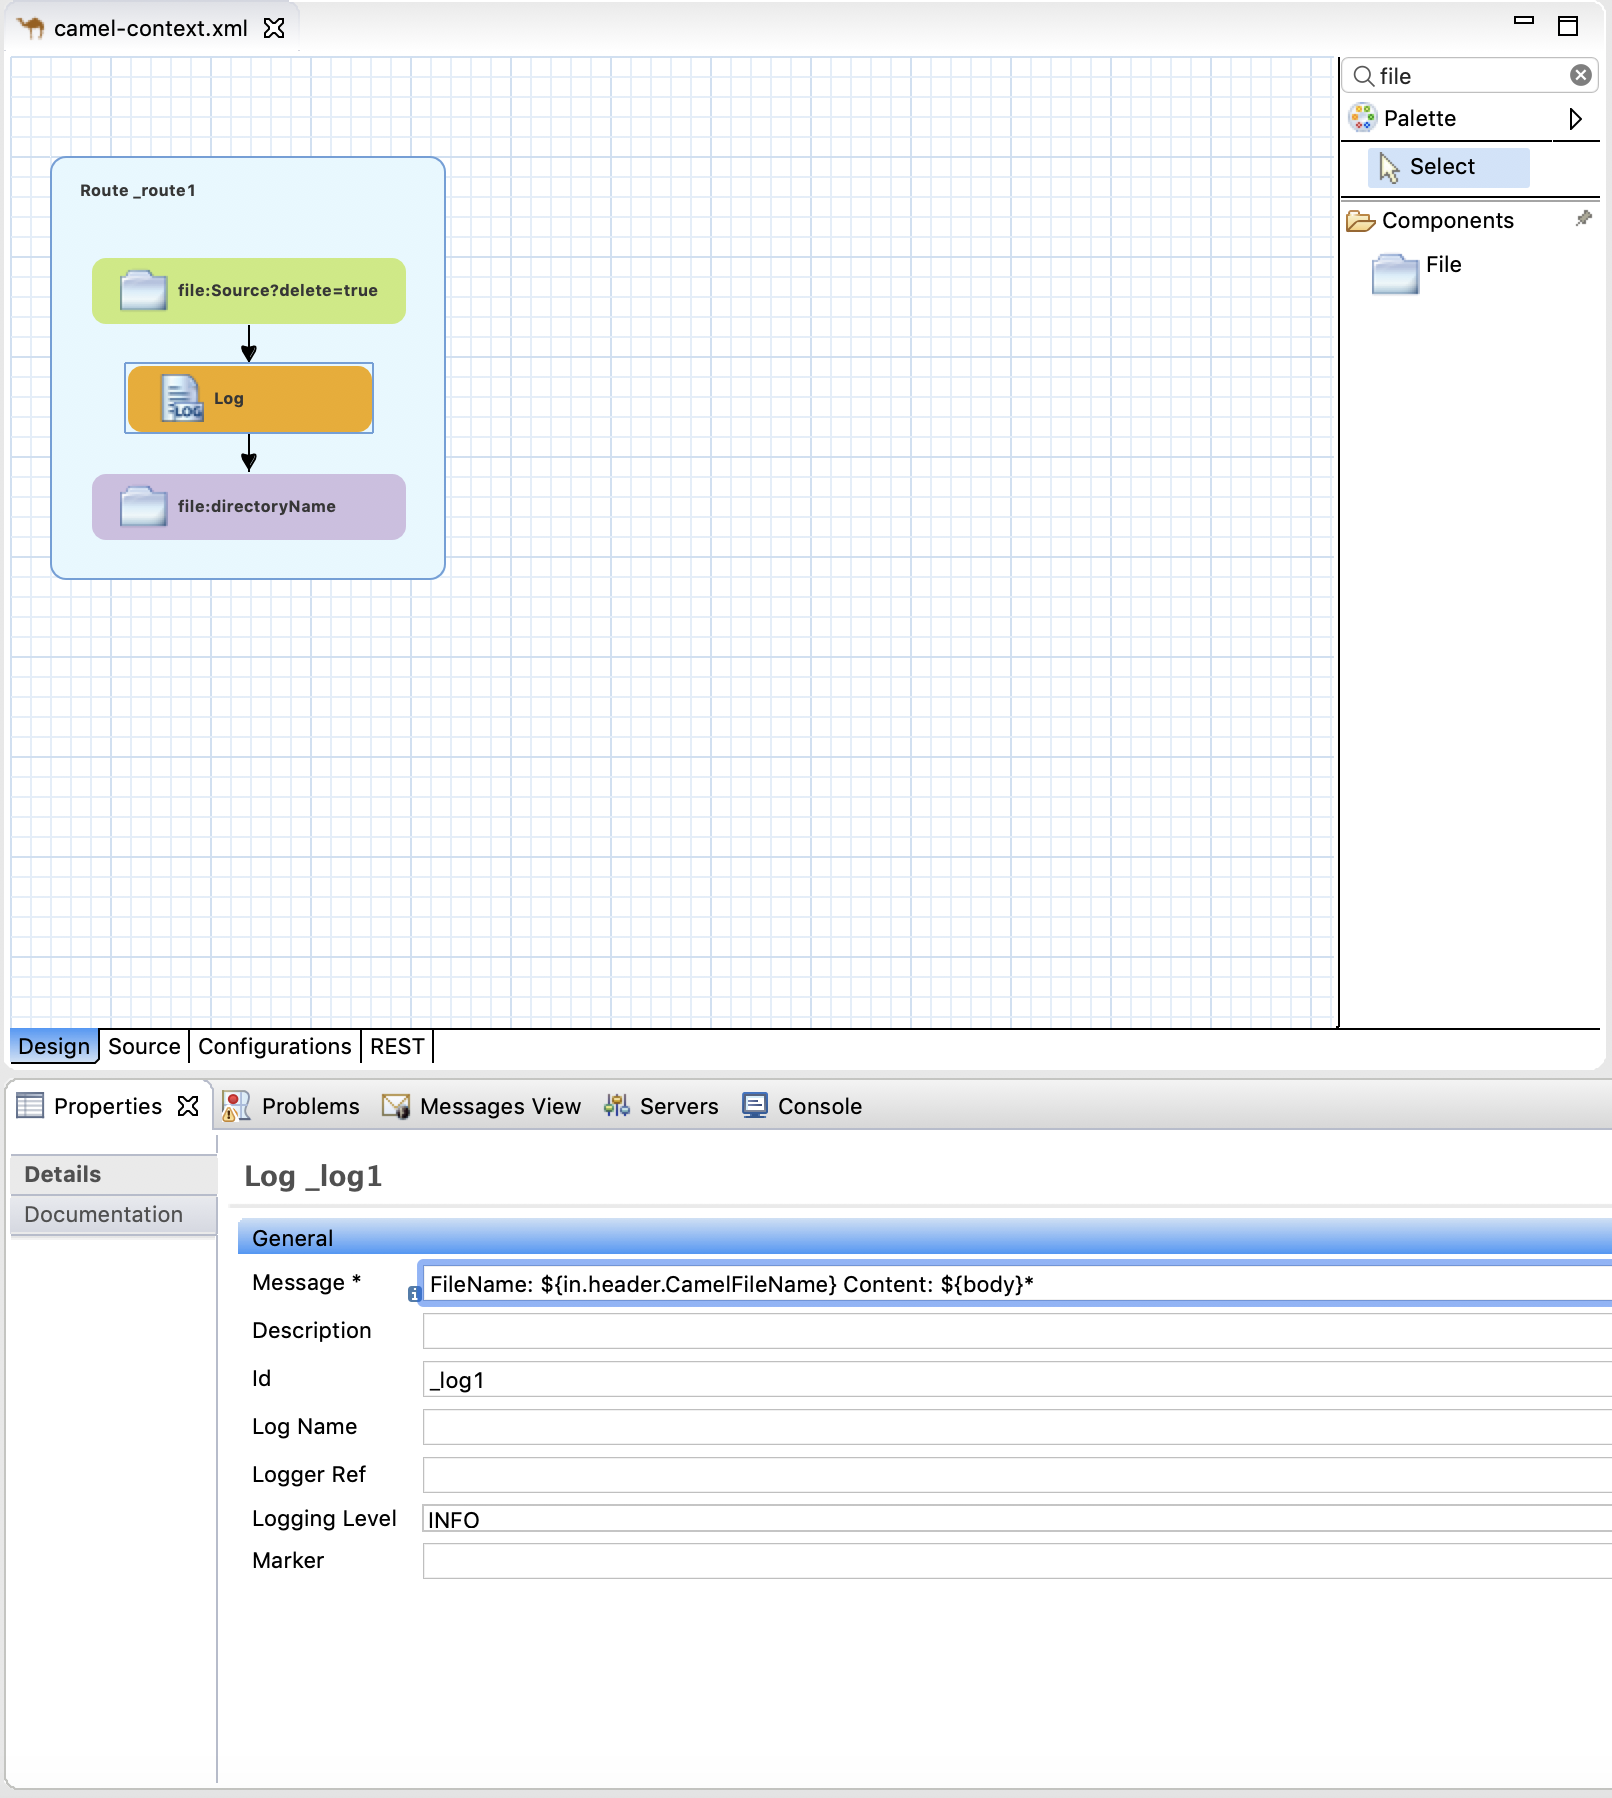 camel-context.xml
file
Palette
Select
Components
File
Route _route1
file:Source?delete=true
LOG
Log
file:directoryName
Design Source Configurations REST
Properties Problems Messages View Servers Console
Details
Documentation
Log _log1
General
Message * FileName: ${in.header.CamelFileName} Content: ${body}*
Description
Id _log1
Log Name
Logger Ref
Logging Level INFO
Marker